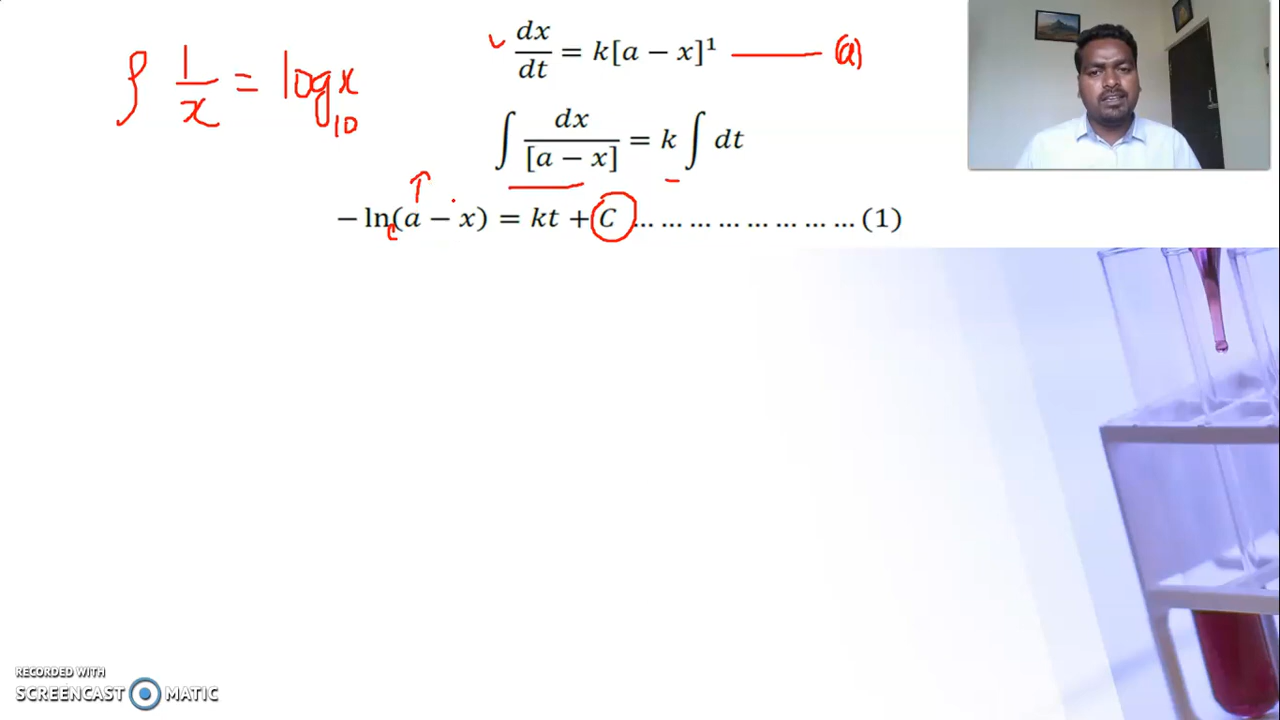 ∫ 1/x = log₁₀ x
dx/dt = k[a − x]¹ ——— (a)
∫ dx/[a − x] = k ∫ dt
− ln(a − x) = kt + C ... ... ... ... ... ... ... ... (1)
RECORDED WITH
SCREENCAST MATIC